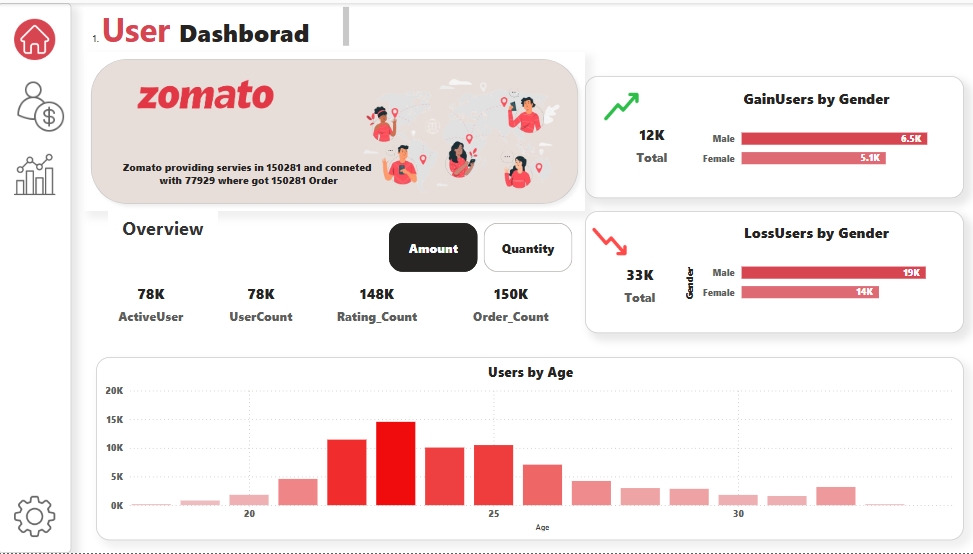 1. User Dashborad
zomato
Zomato providing servies in 150281 and conneted
with 77929 where got 150281 Order
GainUsers by Gender
12K
Total
Male 6.5K
Female 5.1K
Overview
Amount
Quantity
78K
ActiveUser
78K
UserCount
148K
Rating_Count
150K
Order_Count
LossUsers by Gender
33K
Total
Gender
Male 19K
Female 14K
Users by Age
20K
15K
10K
5K
0K
20 25 30
Age